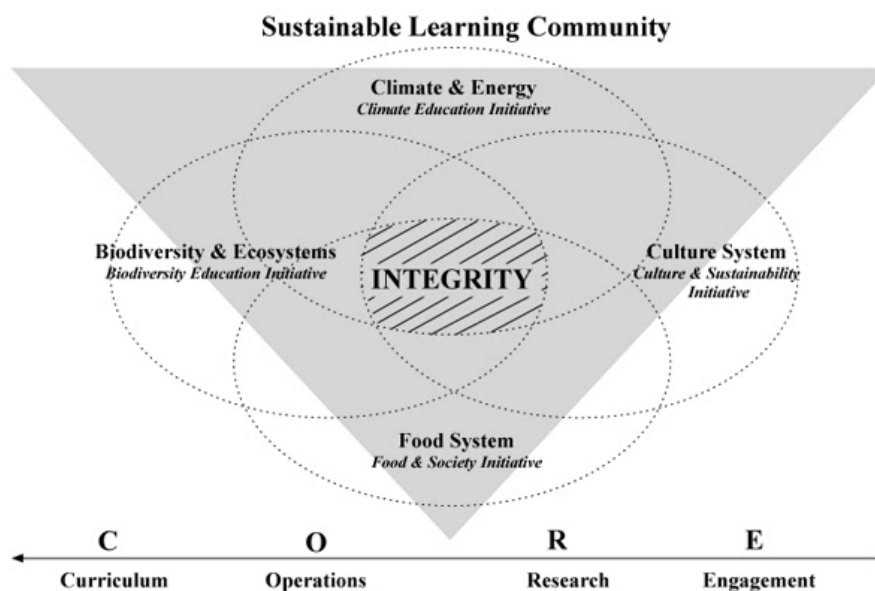 Sustainable Learning Community
Climate & Energy
Climate Education Initiative
Biodiversity & Ecosystems
Biodiversity Education Initiative
INTEGRITY
Culture System
Culture & Sustainability
Initiative
Food System
Food & Society Initiative
C O R E
Curriculum Operations Research Engagement